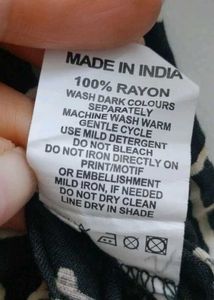 MADE IN INDIA
100% RAYON
WASH DARK COLOURS
SEPARATELY
MACHINE WASH WARM
GENTLE CYCLE
USE MILD DETERGENT
DO NOT BLEACH
DO NOT IRON DIRECTLY ON
PRINT/MOTIF
OR EMBELLISHMENT
MILD IRON, IF NEEDED
DO NOT DRY CLEAN
LINE DRY IN SHADE